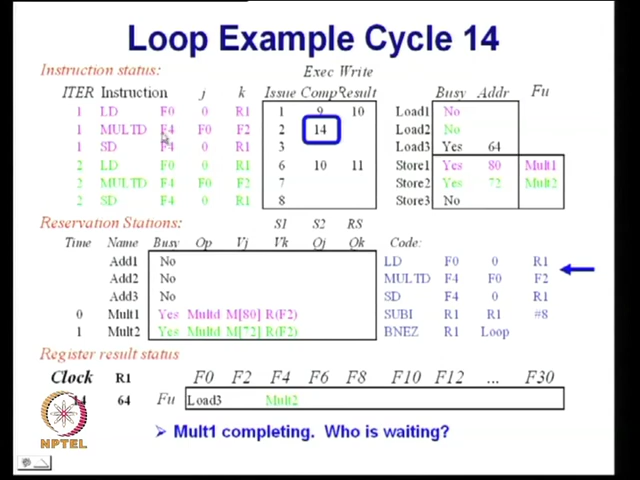 Loop Example Cycle 14
Instruction status: Exec Write
ITER Instruction j k Issue Comp Result Busy Addr Fu
1 LD F0 0 R1 1 9 10 Load1 No
1 MULTD F4 F0 F2 2 14 Load2 No
1 SD F4 0 R1 3 Load3 Yes 64
2 LD F0 0 R1 6 10 11 Store1 Yes 80 Mult1
2 MULTD F4 F0 F2 7 Store2 Yes 72 Mult2
2 SD F4 0 R1 8 Store3 No
Reservation Stations: S1 S2 RS
Time Name Busy Op Vj Vk Qj Qk Code:
Add1 No LD F0 0 R1
Add2 No MULTD F4 F0 F2
Add3 No SD F4 0 R1
0 Mult1 Yes Multd M[80] R(F2) SUBI R1 R1 #8
1 Mult2 Yes Multd M[72] R(F2) BNEZ R1 Loop
Register result status
Clock R1 F0 F2 F4 F6 F8 F10 F12 ... F30
14 64 Fu Load3 Mult2
NPTEL
➢ Mult1 completing. Who is waiting?